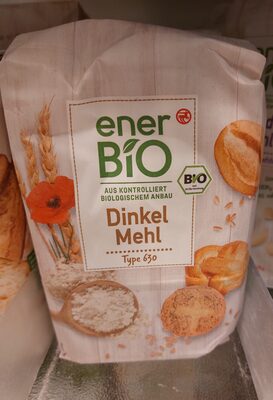 ener
BiO
AUS KONTROLLIERT
BIOLOGISCHEM ANBAU
Dinkel
Mehl
Type 630
BIO